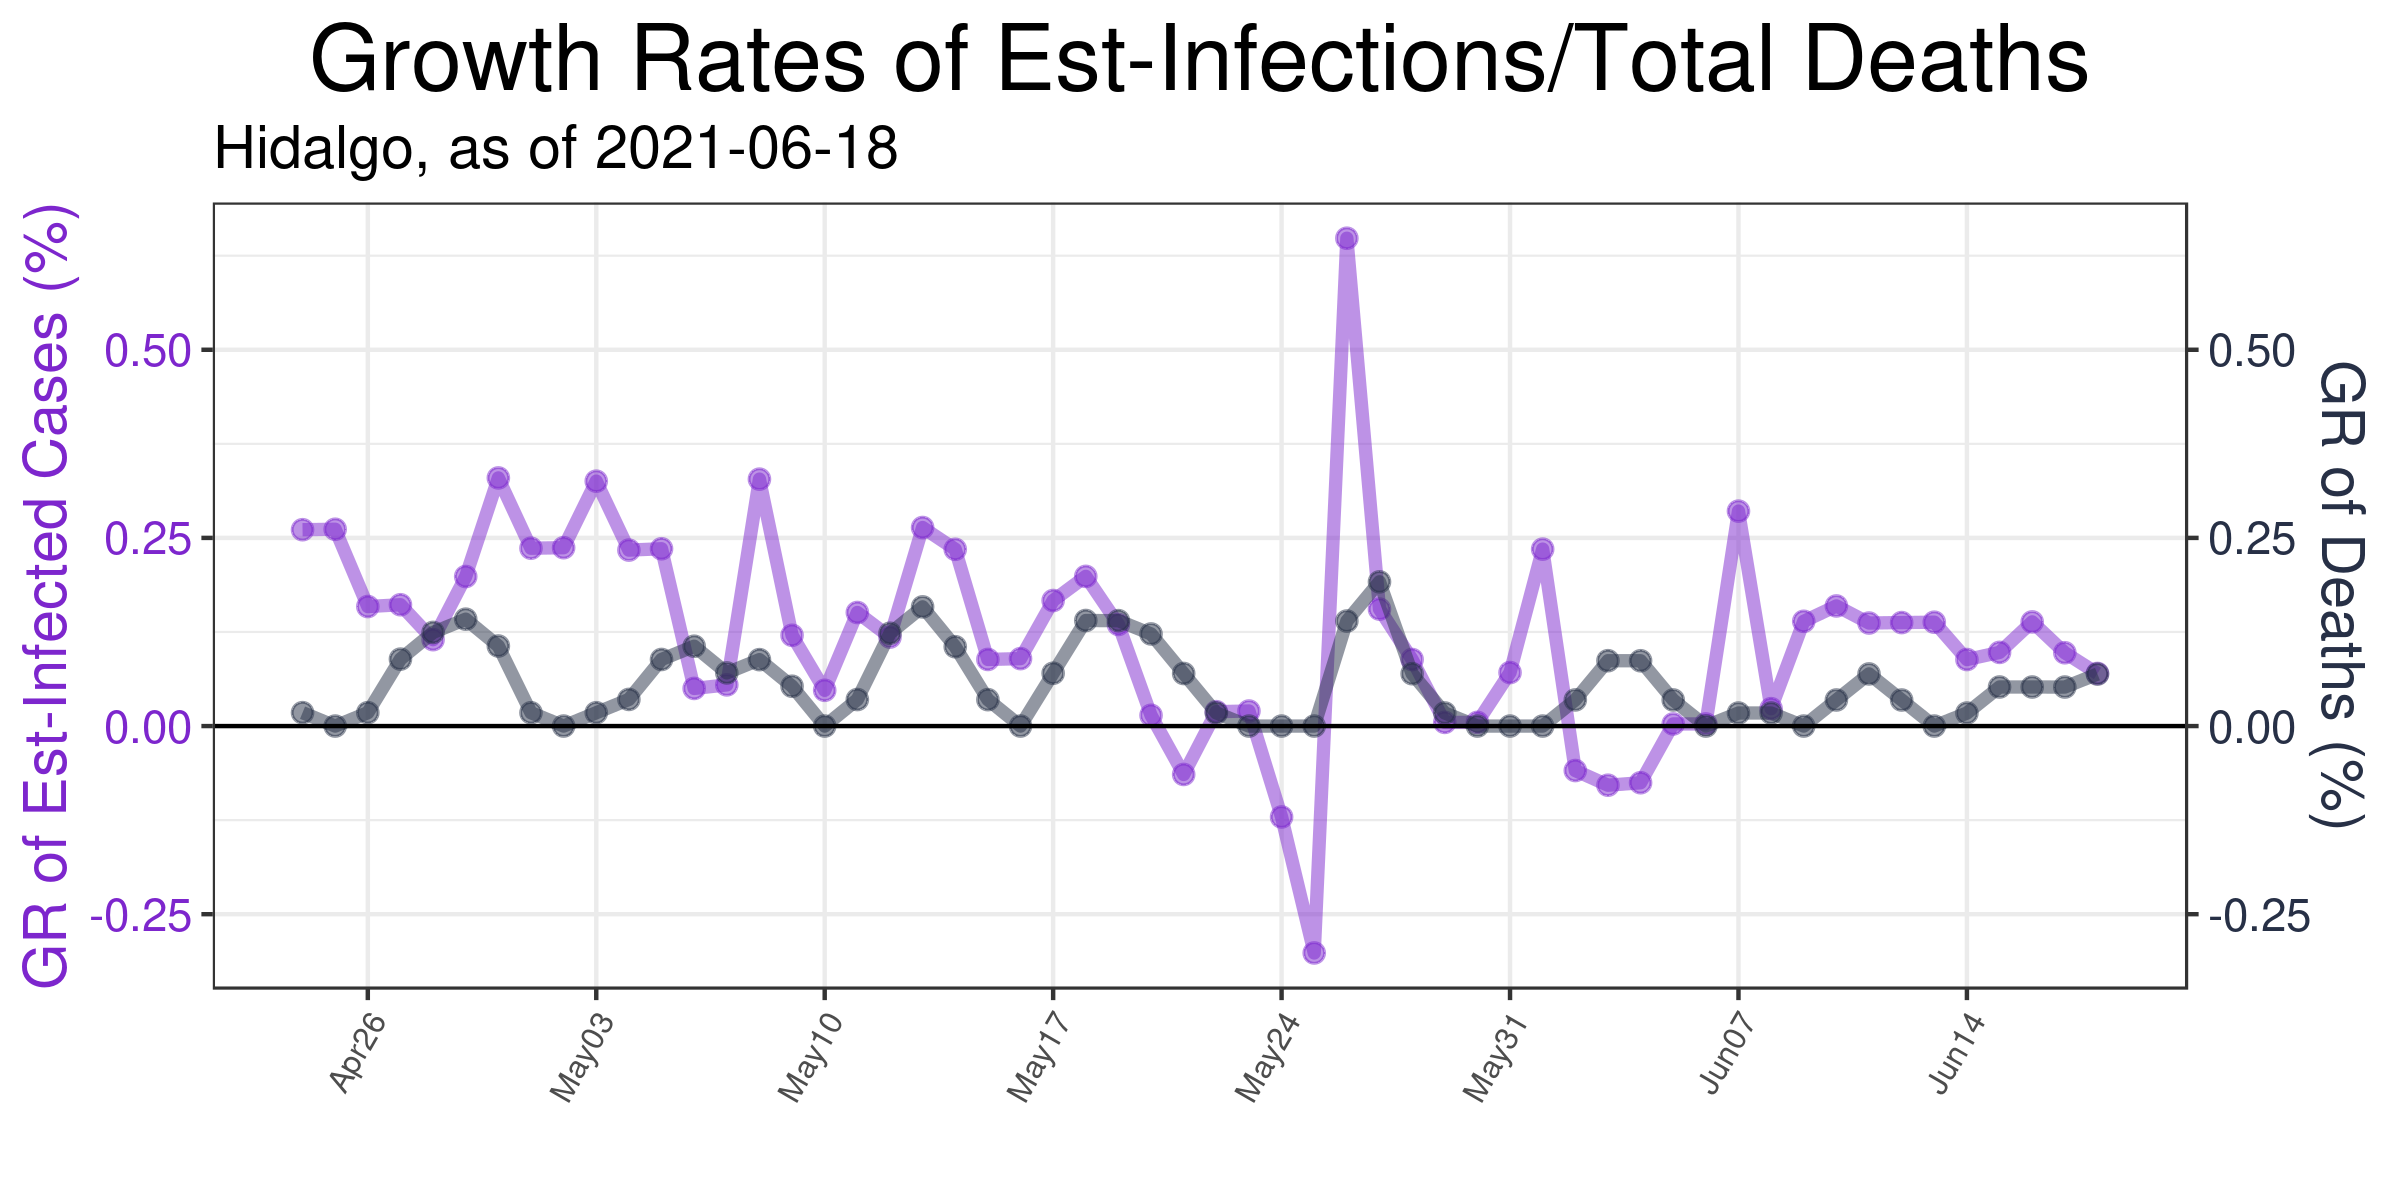 Growth Rates of Est-Infections/Total Deaths
Hidalgo, as of 2021-06-18
GR of Est-Infected Cases (%)
0.50
0.25
0.00
-0.25
0.50
0.25
0.00
-0.25
GR of Deaths (%)
Apr26
May03
May10
May17
May24
May31
Jun07
Jun14